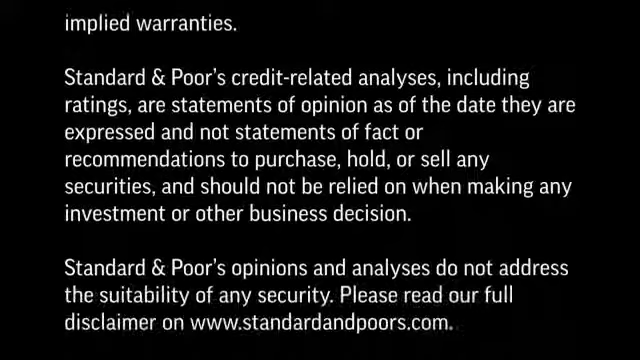 implied warranties.
Standard & Poor's credit-related analyses, including
ratings, are statements of opinion as of the date they are
expressed and not statements of fact or
recommendations to purchase, hold, or sell any
securities, and should not be relied on when making any
investment or other business decision.
Standard & Poor's opinions and analyses do not address
the suitability of any security. Please read our full
disclaimer on www.standardandpoors.com.